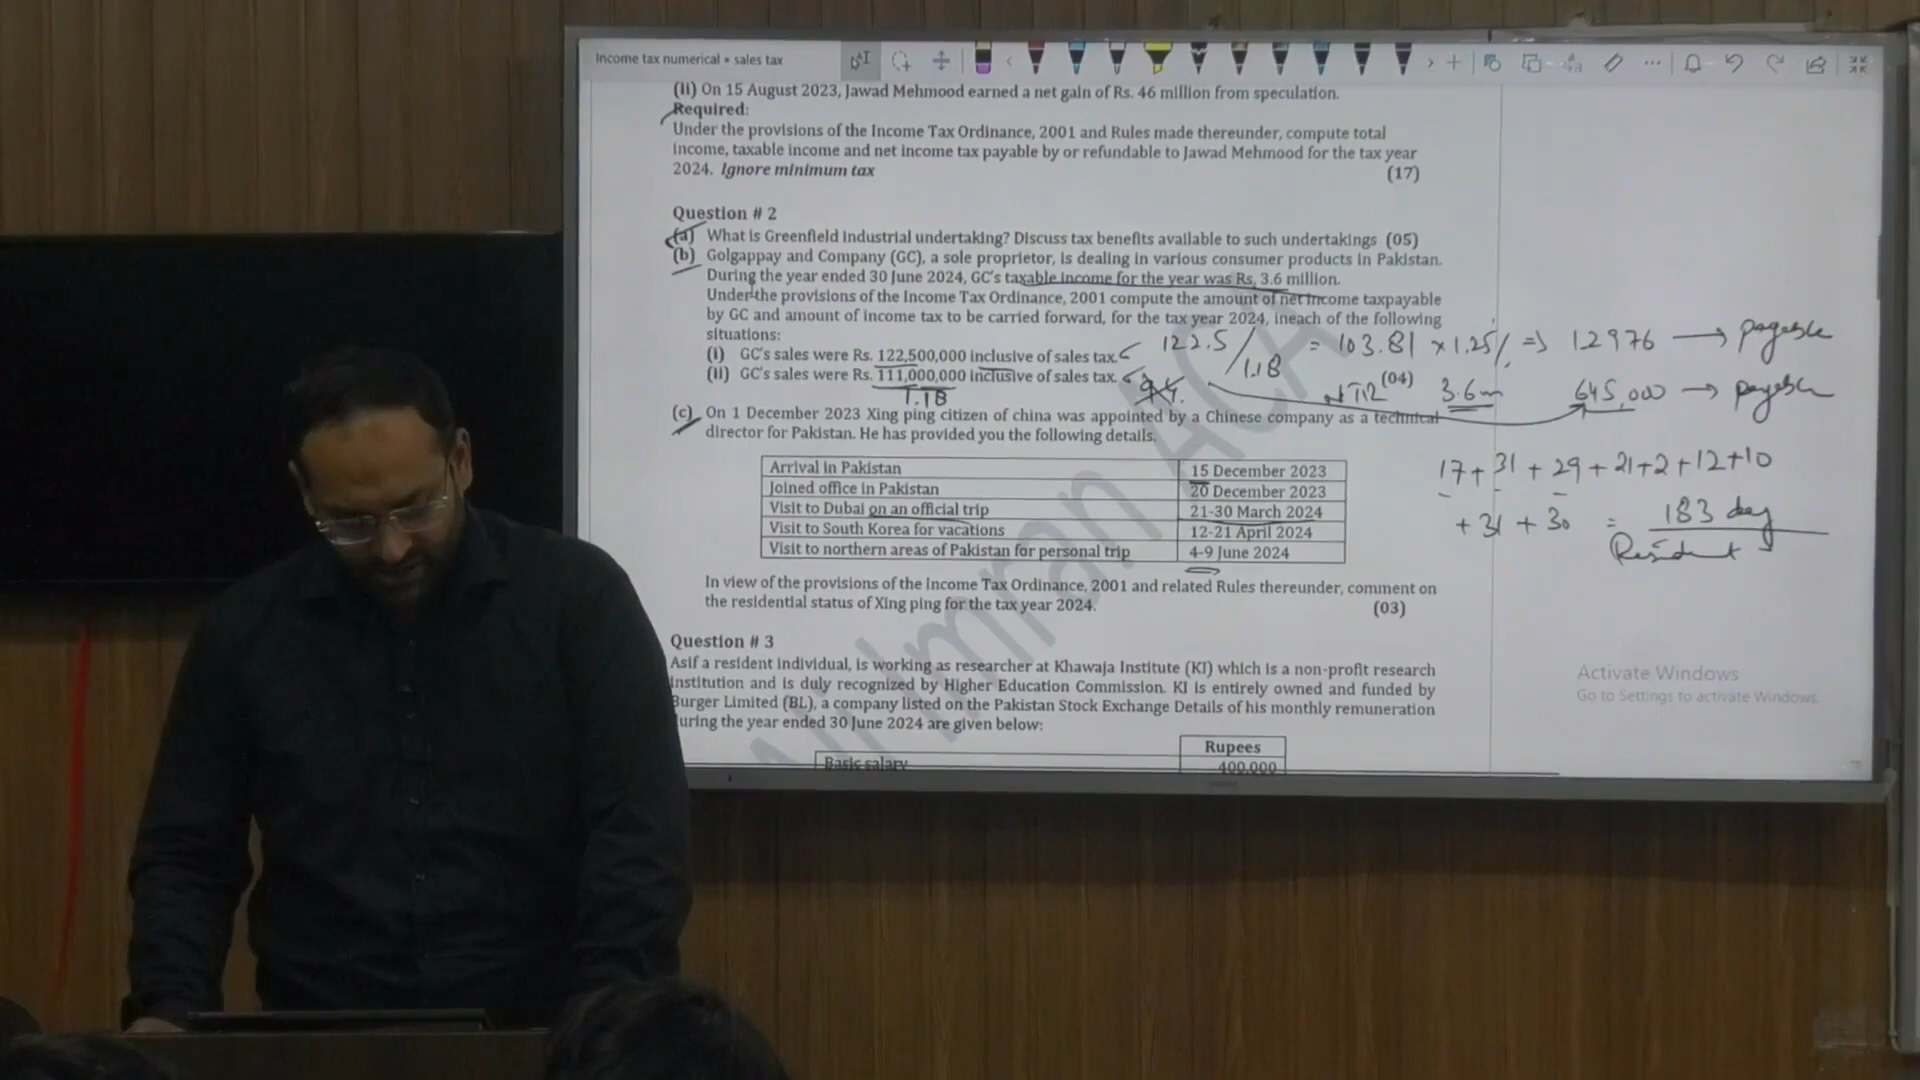 Income tax numerical + sales tax
(ii) On 15 August 2023, Jawad Mehmood earned a net gain of Rs. 46 million from speculation.
Required:
Under the provisions of the Income Tax Ordinance, 2001 and Rules made thereunder, compute total
income, taxable income and net income tax payable by or refundable to Jawad Mehmood for the tax year
2024. Ignore minimum tax
(17)
Question # 2
(a) What is Greenfield industrial undertaking? Discuss tax benefits available to such undertakings (05)
(b) Golgappay and Company (GC), a sole proprietor, is dealing in various consumer products in Pakistan.
During the year ended 30 June 2024, GC's taxable income for the year was Rs. 3.6 million.
Under the provisions of the Income Tax Ordinance, 2001 compute the amount of net income taxpayable
by GC and amount of income tax to be carried forward, for the tax year 2024, ineach of the following
situations:
(i) GC's sales were Rs. 122,500,000 inclusive of sales tax.
122.5/1.18 = 103.81 x 1.25% => 12976 → payable
(ii) GC's sales were Rs. 111,000,000 inclusive of sales tax.
1.18
(04)
3.6m 645,000 → payable
(c) On 1 December 2023 Xing ping citizen of china was appointed by a Chinese company as a technical
director for Pakistan. He has provided you the following details.
Arrival in Pakistan 15 December 2023
Joined office in Pakistan 20 December 2023
Visit to Dubai on an official trip 21-30 March 2024
Visit to South Korea for vacations 12-21 April 2024
Visit to northern areas of Pakistan for personal trip 4-9 June 2024
17 + 31 + 29 + 21 + 2 + 12 + 10
+ 31 + 30 = 183 day
Resident
In view of the provisions of the Income Tax Ordinance, 2001 and related Rules thereunder, comment on
the residential status of Xing ping for the tax year 2024.
(03)
Question # 3
Asif a resident individual, is working as researcher at Khawaja Institute (KI) which is a non-profit research
institution and is duly recognized by Higher Education Commission. KI is entirely owned and funded by
Burger Limited (BL), a company listed on the Pakistan Stock Exchange Details of his monthly remuneration
during the year ended 30 June 2024 are given below:
Rupees
Basic salary 400,000
Imran ACA
Activate Windows
Go to Settings to activate Windows.